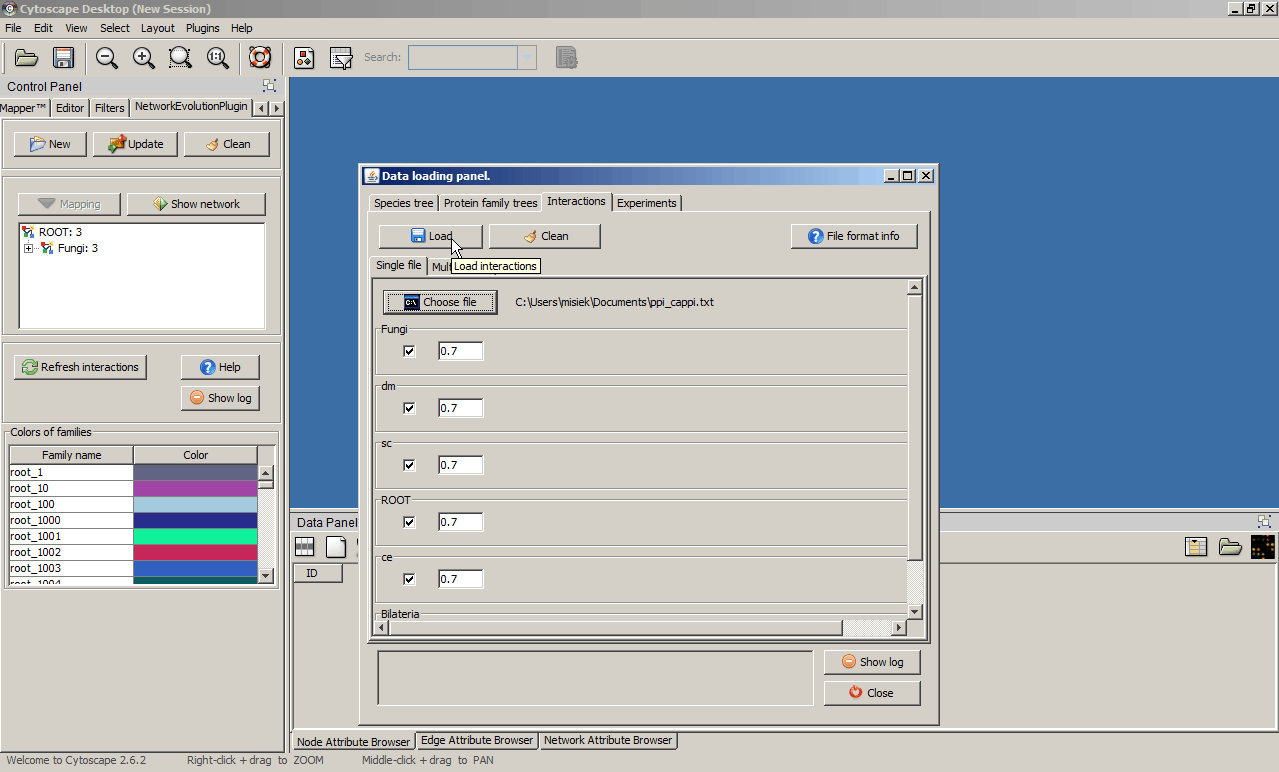 Cytoscape Desktop (New Session)
File Edit View Select Layout Plugins Help
Search:
Control Panel
Mapper™ Editor Filters NetworkEvolutionPlugin
New Update Clean
Mapping Show network
ROOT: 3
Fungi: 3
Refresh interactions Help
Show log
Colors of families
Family name Color
root_1
root_10
root_100
root_1000
root_1001
root_1002
root_1003
root_1004
Data loading panel.
Species tree Protein family trees Interactions Experiments
Load Clean File format info
Single file Mult
Load interactions
C:\ Choose file C:\Users\misiek\Documents\ppi_cappi.txt
Fungi
0.7
dm
0.7
sc
0.7
ROOT
0.7
ce
0.7
Bilateria
Show log
Close
Data Panel
ID
Node Attribute Browser Edge Attribute Browser Network Attribute Browser
Welcome to Cytoscape 2.6.2 Right-click + drag to ZOOM Middle-click + drag to PAN